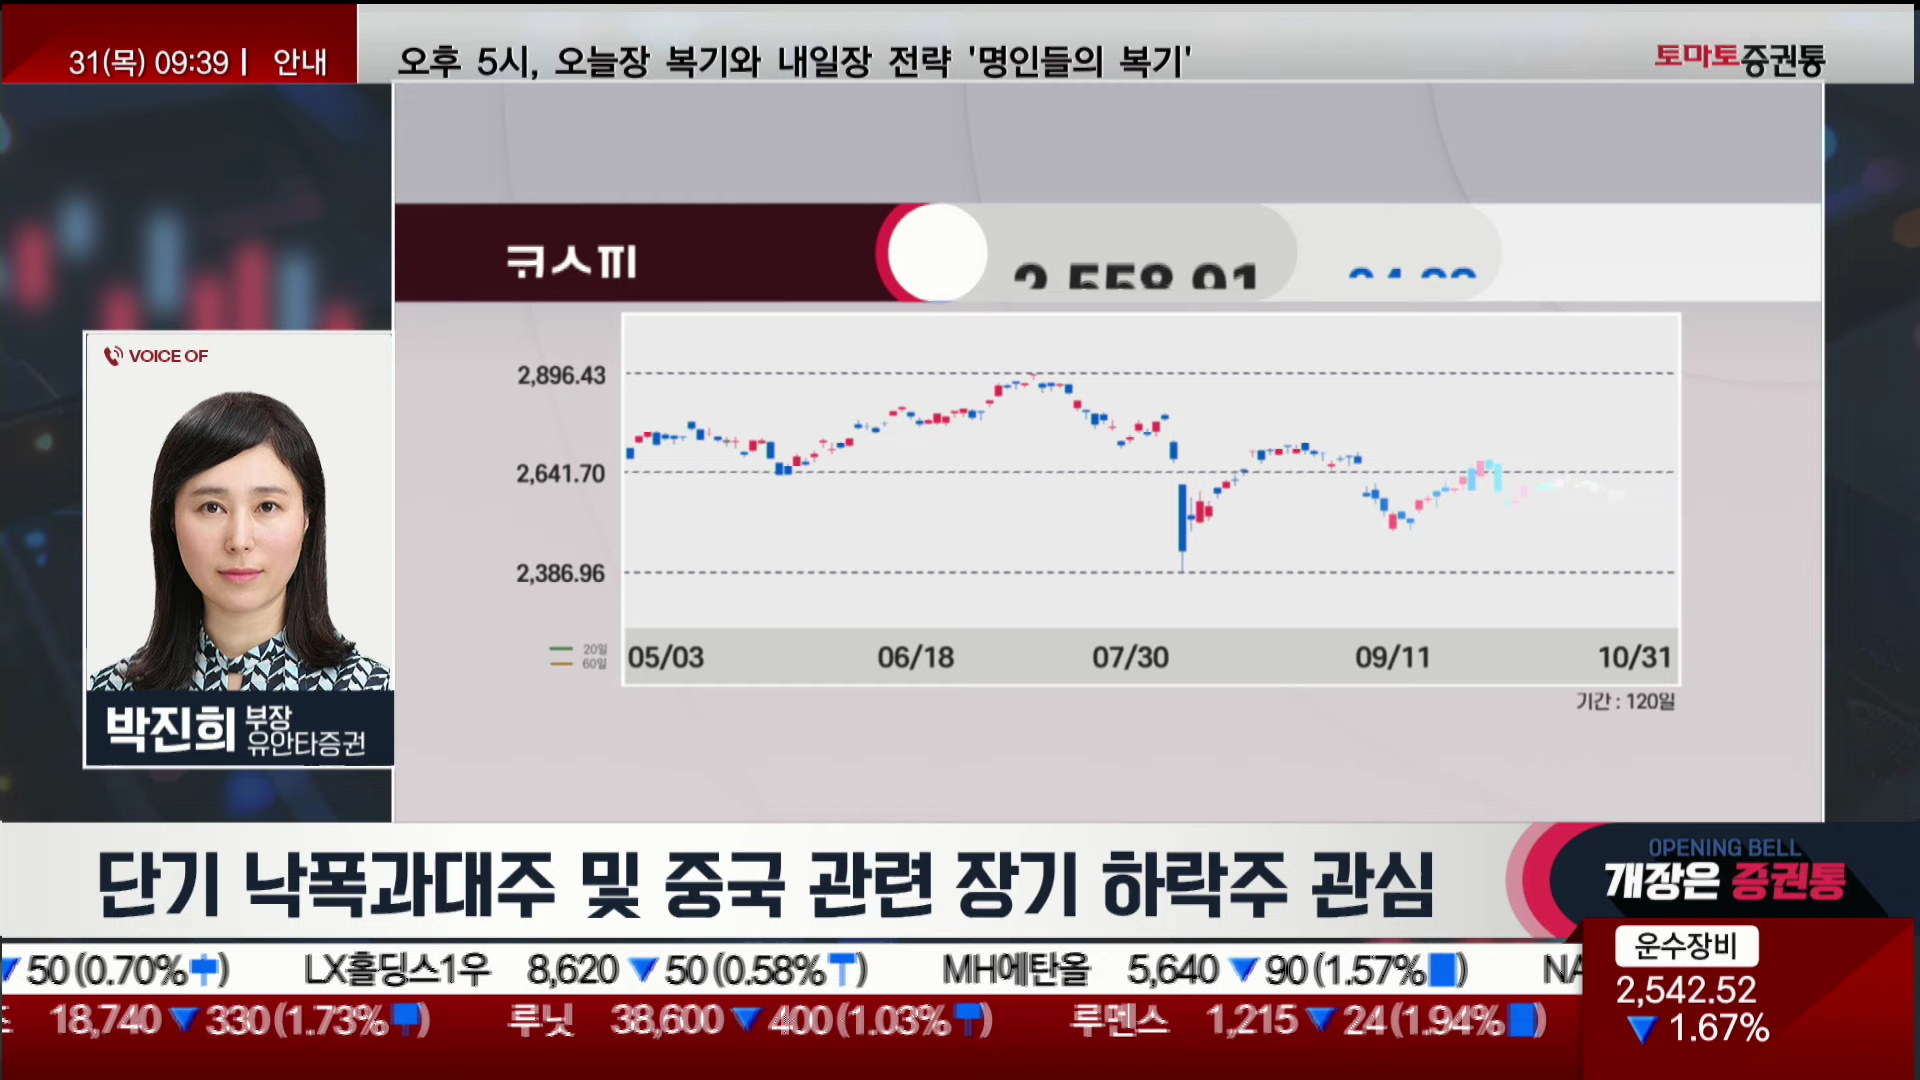 31(목) 09:39 | 안내
오후 5시, 오늘장 복기와 내일장 전략 '명인들의 복기'
토마토증권통
코스피
2,896.43
2,641.70
2,386.96
20일
60일
05/03 06/18 07/30 09/11 10/31
기간 : 120일
VOICE OF
박진희 부장
유안타증권
단기 낙폭과대주 및 중국 관련 장기 하락주 관심
OPENING BELL
개장은 증권통
▼50(0.70%) LX홀딩스1우 8,620 ▼50(0.58%) MH에탄올 5,640 ▼90(1.57%)
18,740 ▼330(1.73%) 루닛 38,600 ▼400(1.03%) 루멘스 1,215 ▼24(1.94%)
운수장비
2,542.52
▼1.67%